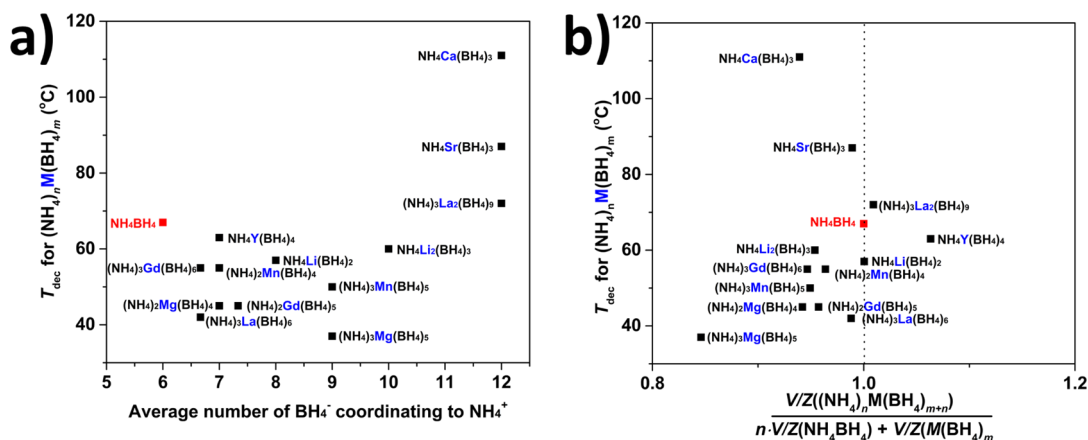 a)
T_dec for (NH₄)ₙM(BH₄)ₘ (°C)
120
100
80
60
40
NH₄Ca(BH₄)₃
NH₄Sr(BH₄)₃
(NH₄)₃La₂(BH₄)₉
NH₄BH₄
NH₄Y(BH₄)₄
NH₄Li₂(BH₄)₃
NH₄Li(BH₄)₂
(NH₄)₃Gd(BH₄)₆
(NH₄)₂Mn(BH₄)₄
(NH₄)₃Mn(BH₄)₅
(NH₄)₂Mg(BH₄)₄
(NH₄)₂Gd(BH₄)₅
(NH₄)₃La(BH₄)₆
(NH₄)₃Mg(BH₄)₅
5 6 7 8 9 10 11 12
Average number of BH₄⁻ coordinating to NH₄⁺
b)
T_dec for (NH₄)ₙM(BH₄)ₘ (°C)
120
100
80
60
40
NH₄Ca(BH₄)₃
NH₄Sr(BH₄)₃
(NH₄)₃La₂(BH₄)₉
NH₄BH₄
NH₄Y(BH₄)₄
NH₄Li₂(BH₄)₃
NH₄Li(BH₄)₂
(NH₄)₃Gd(BH₄)₆
(NH₄)₂Mn(BH₄)₄
(NH₄)₃Mn(BH₄)₅
(NH₄)₂Mg(BH₄)₄
(NH₄)₂Gd(BH₄)₅
(NH₄)₃La(BH₄)₆
(NH₄)₃Mg(BH₄)₅
0.8 1.0 1.2
V/Z((NH₄)ₙM(BH₄)ₘ₊ₙ)
n·V/Z(NH₄BH₄) + V/Z(M(BH₄)ₘ